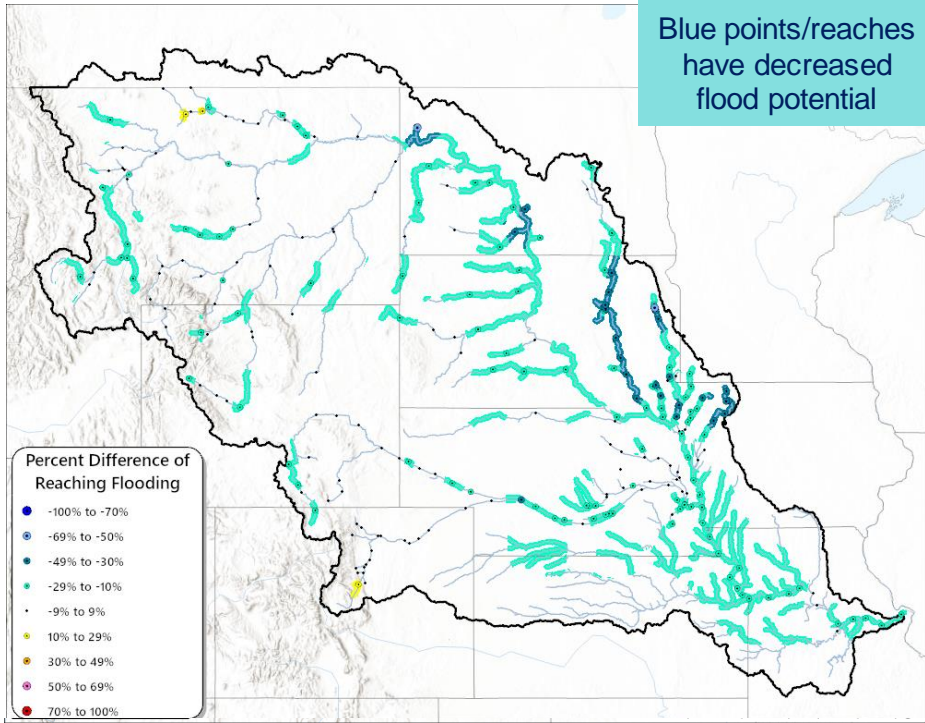 Blue points/reaches
have decreased
flood potential
Percent Difference of
Reaching Flooding
-100% to -70%
-69% to -50%
-49% to -30%
-29% to -10%
-9% to 9%
10% to 29%
30% to 49%
50% to 69%
70% to 100%